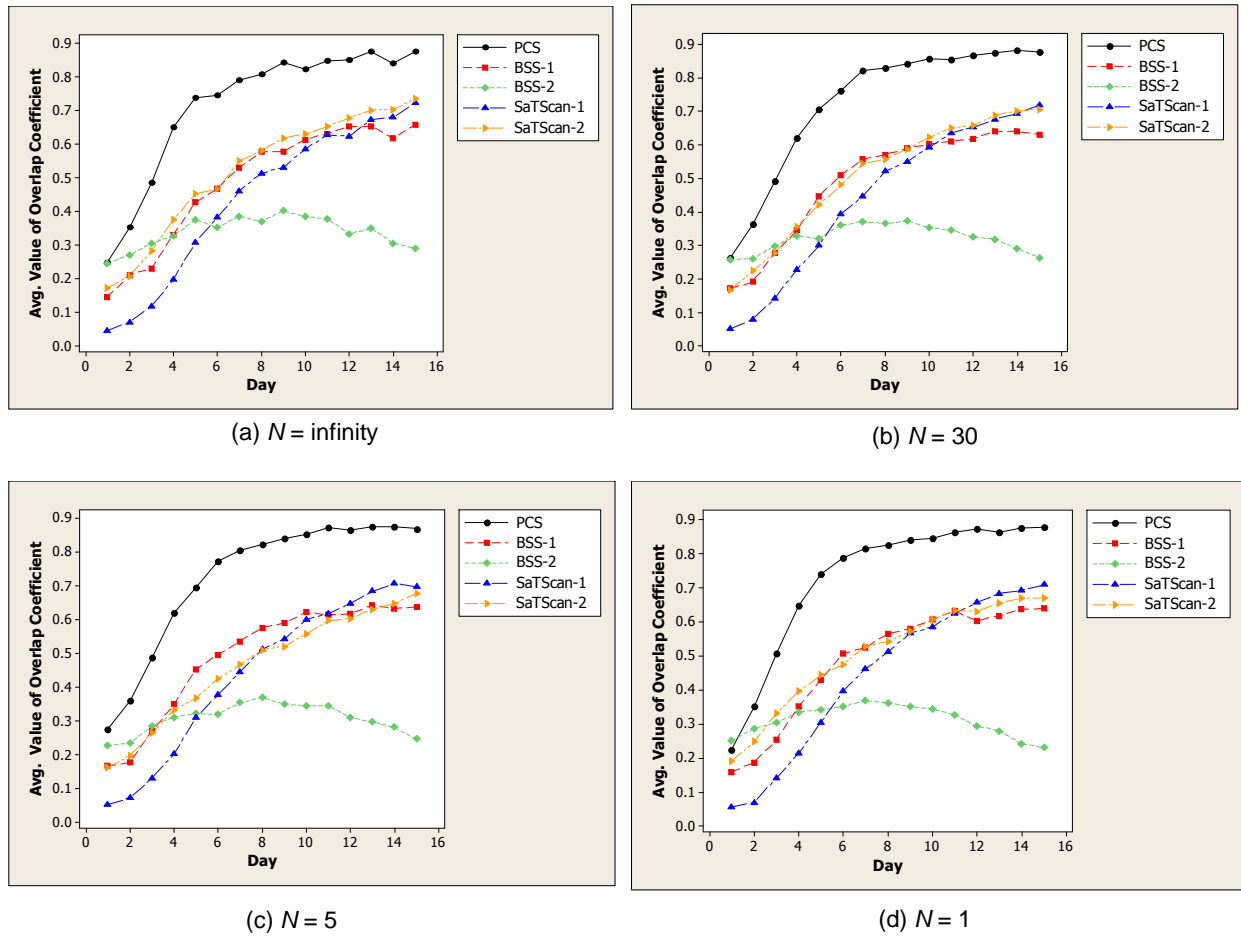 0.9
0.8
0.7
0.6
0.5
0.4
0.3
0.2
0.1
0.0
Avg. Value of Overlap Coefficient
0 2 4 6 8 10 12 14 16
Day
PCS
BSS-1
BSS-2
SaTScan-1
SaTScan-2
(a) N = infinity
0.9
0.8
0.7
0.6
0.5
0.4
0.3
0.2
0.1
0.0
Avg. Value of Overlap Coefficient
0 2 4 6 8 10 12 14 16
Day
PCS
BSS-1
BSS-2
SaTScan-1
SaTScan-2
(b) N = 30
0.9
0.8
0.7
0.6
0.5
0.4
0.3
0.2
0.1
0.0
Avg. Value of Overlap Coefficient
0 2 4 6 8 10 12 14 16
Day
PCS
BSS-1
BSS-2
SaTScan-1
SaTScan-2
(c) N = 5
0.9
0.8
0.7
0.6
0.5
0.4
0.3
0.2
0.1
0.0
Avg. Value of Overlap Coefficient
0 2 4 6 8 10 12 14 16
Day
PCS
BSS-1
BSS-2
SaTScan-1
SaTScan-2
(d) N = 1